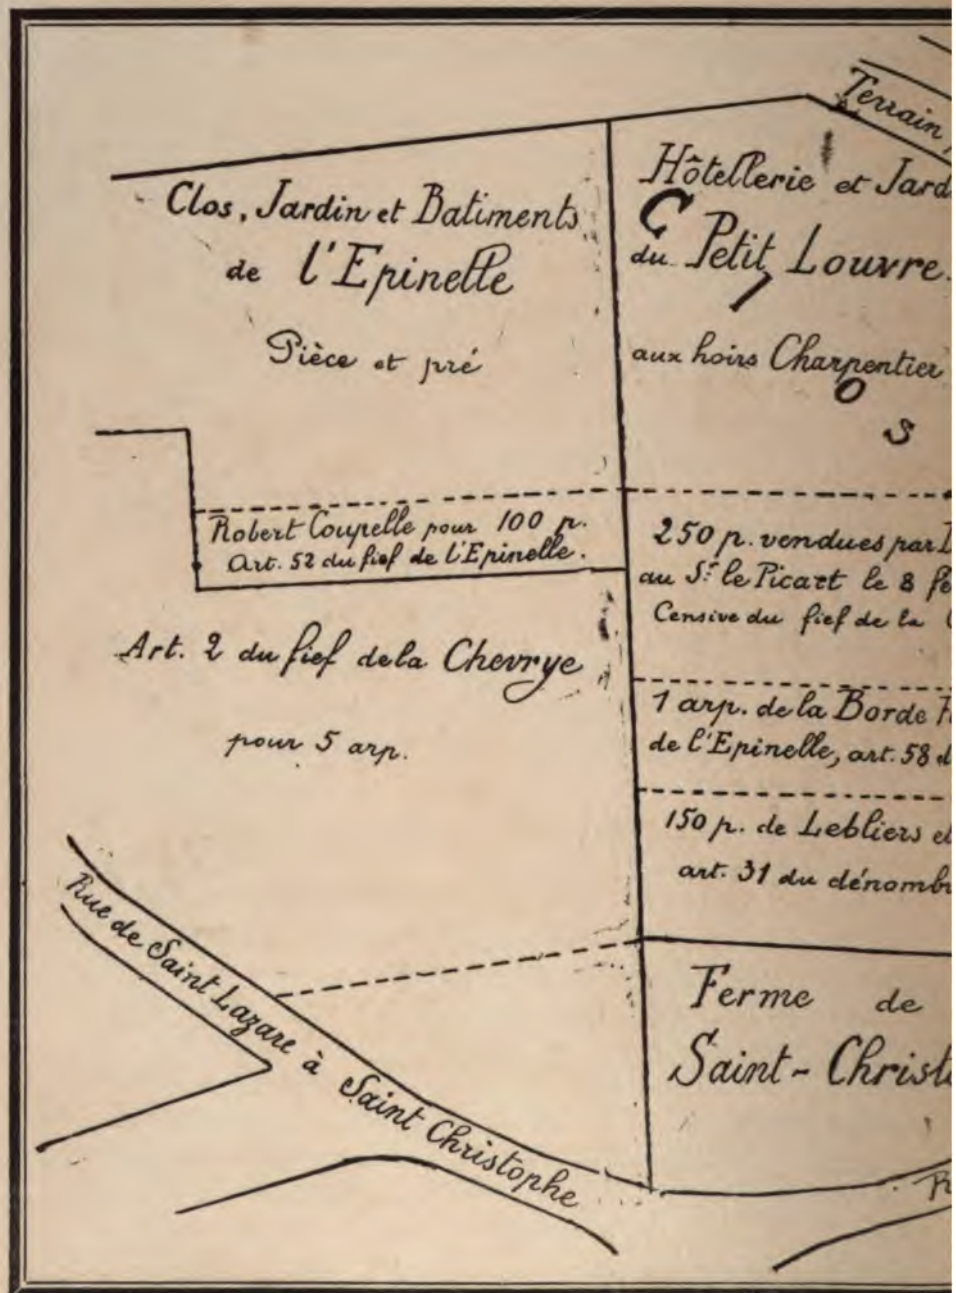 Clos, Jardin et Batiments
de l'Epinelle
Pièce et pré
Robert Coupelle pour 100 p.
Art. 52 du fief de l'Epinelle.
Art. 2 du fief de la Chevrye
pour 5 arp.
Rue de Saint Lazare à Saint Christophe
Terrain
Hôtellerie et Jard
du Petit Louvre.
aux hoirs Charpentier
C
l
o
s
250 p. vendues par
au Sr. le Picart le 8 fé
Censive du fief de la
1 arp. de la Borde
de l'Epinelle, art. 58 d
150 p. de Lebliers et
art. 31 du dénombr
Ferme de
Saint-Christ
R